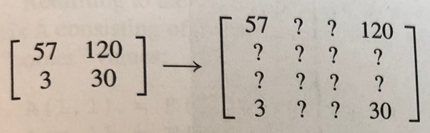 57 120
3 30
→
57 ? ? 120
? ? ? ?
? ? ? ?
3 ? ? 30